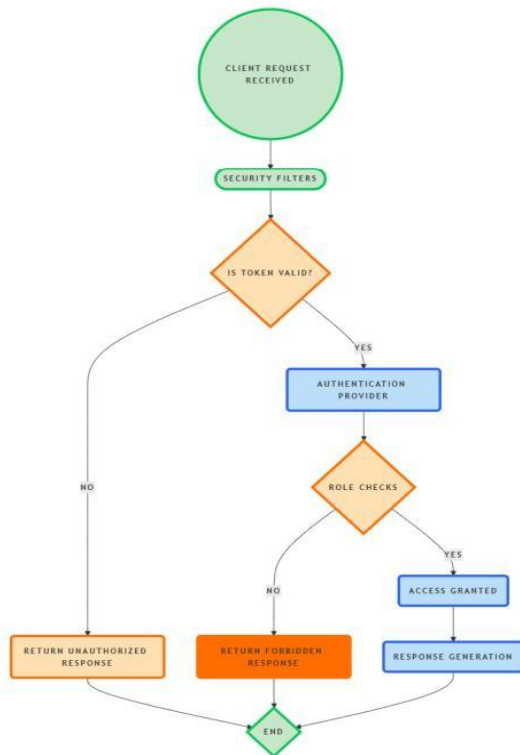 CLIENT REQUEST
RECEIVED
SECURITY FILTERS
IS TOKEN VALID?
YES
AUTHENTICATION
PROVIDER
ROLE CHECKS
NO
YES
NO
ACCESS GRANTED
RETURN UNAUTHORIZED
RESPONSE
RETURN FORBIDDEN
RESPONSE
RESPONSE GENERATION
END